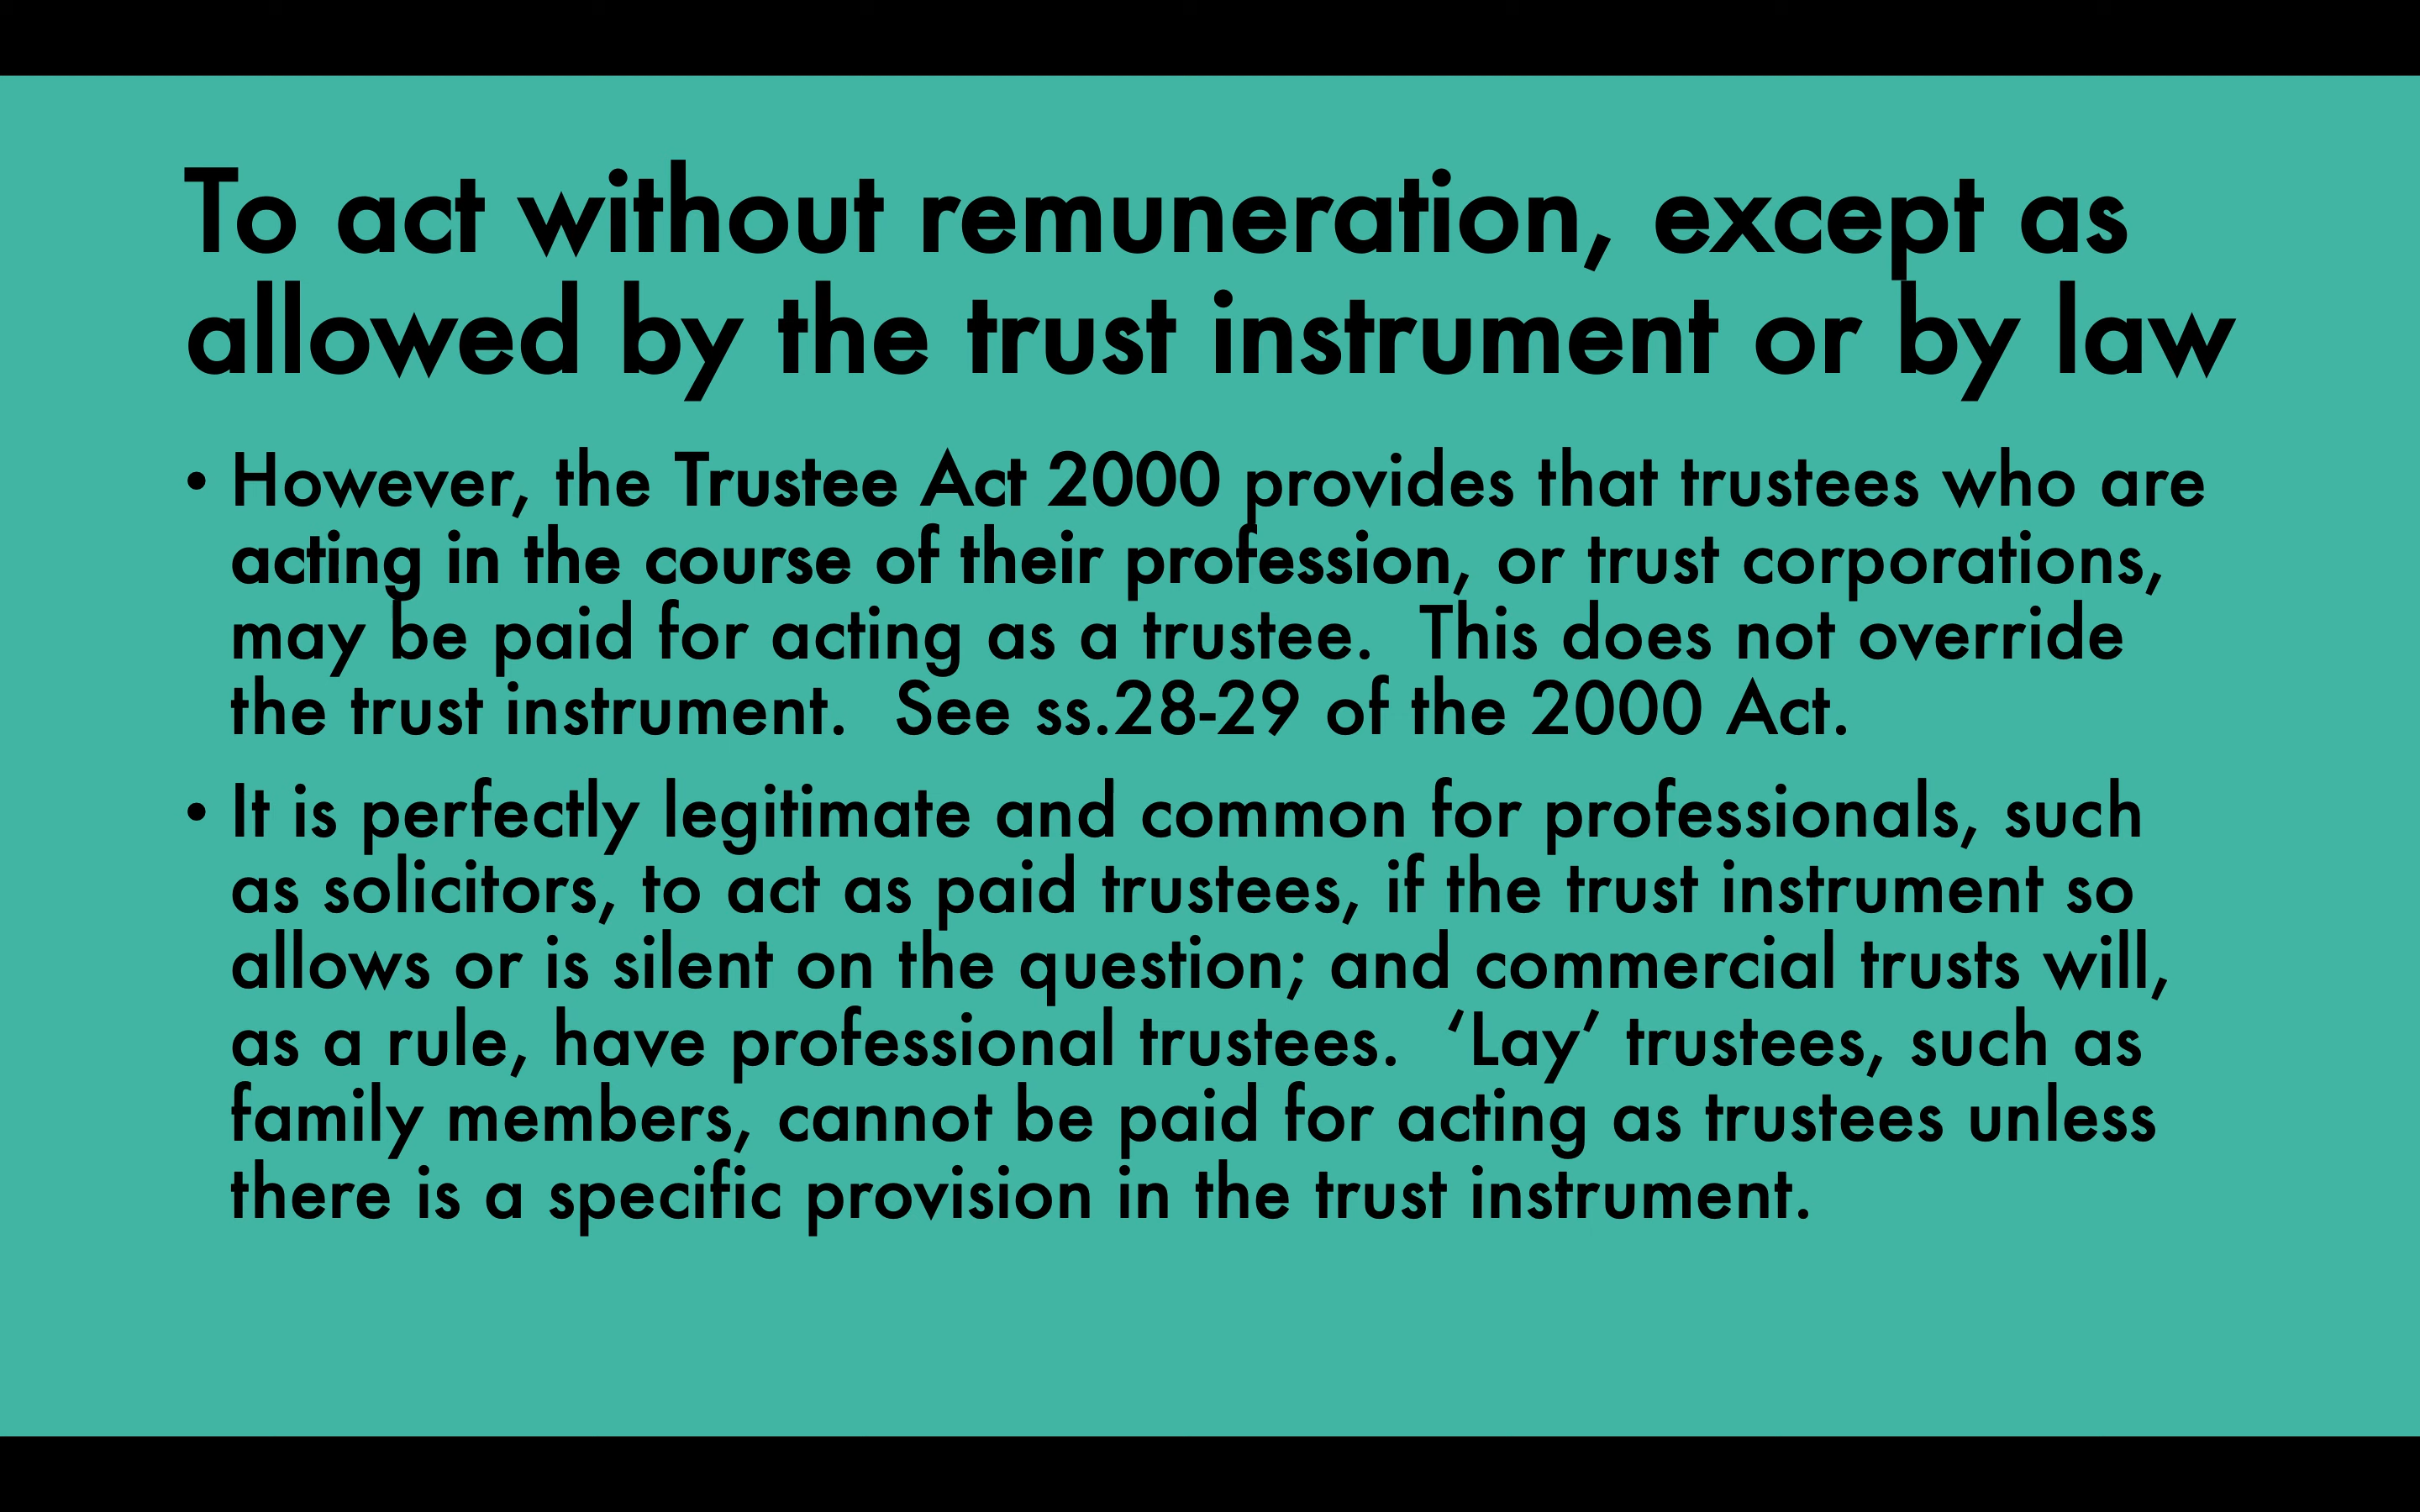 To act without remuneration, except as
allowed by the trust instrument or by law
• However, the Trustee Act 2000 provides that trustees who are
acting in the course of their profession, or trust corporations,
may be paid for acting as a trustee.  This does not override
the trust instrument.  See ss.28-29 of the 2000 Act.
• It is perfectly legitimate and common for professionals, such
as solicitors, to act as paid trustees, if the trust instrument so
allows or is silent on the question; and commercial trusts will,
as a rule, have professional trustees.  ‘Lay’ trustees, such as
family members, cannot be paid for acting as trustees unless
there is a specific provision in the trust instrument.